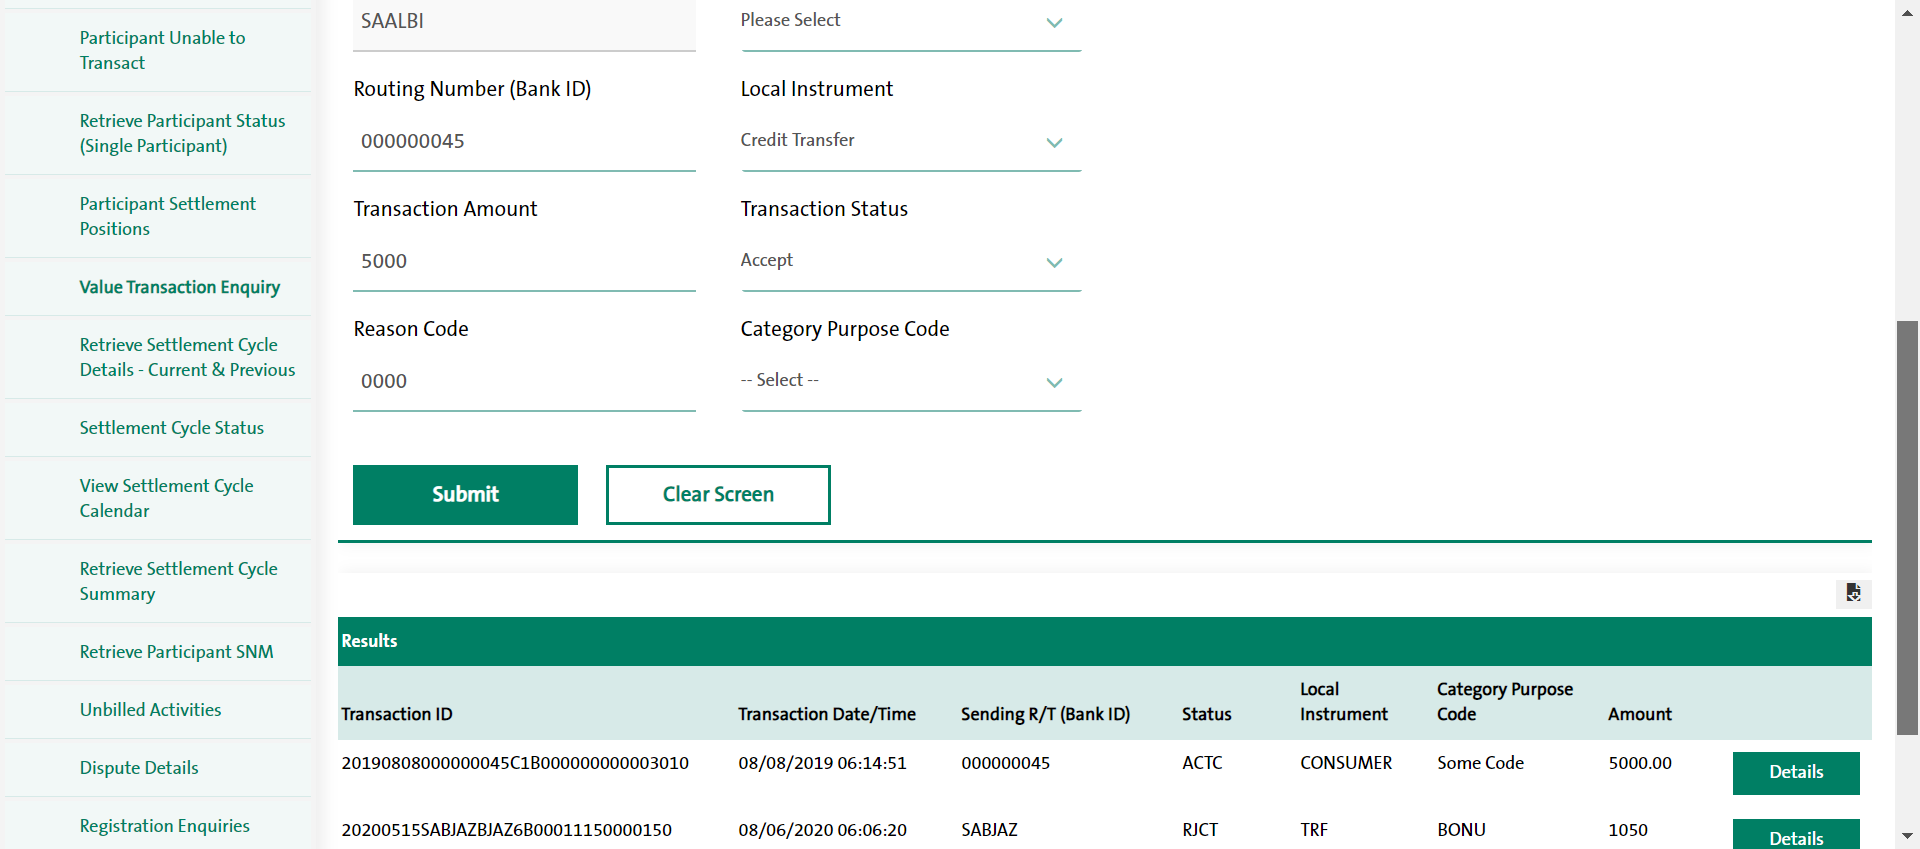 Participant Unable to
Transact
Retrieve Participant Status
(Single Participant)
Participant Settlement
Positions
Value Transaction Enquiry
Retrieve Settlement Cycle
Details - Current & Previous
Settlement Cycle Status
View Settlement Cycle
Calendar
Retrieve Settlement Cycle
Summary
Retrieve Participant SNM
Unbilled Activities
Dispute Details
Registration Enquiries
SAALBI
Please Select
Routing Number (Bank ID)
Local Instrument
000000045
Credit Transfer
Transaction Amount
Transaction Status
5000
Accept
Reason Code
Category Purpose Code
0000
-- Select --
Submit
Clear Screen
Results
Transaction ID
Transaction Date/Time
Sending R/T (Bank ID)
Status
Local
Instrument
Category Purpose
Code
Amount
20190808000000045C1B000000000003010
08/08/2019 06:14:51
000000045
ACTC
CONSUMER
Some Code
5000.00
Details
20200515SABJAZBJAZ6B00011150000150
08/06/2020 06:06:20
SABJAZ
RJCT
TRF
BONU
1050
Details